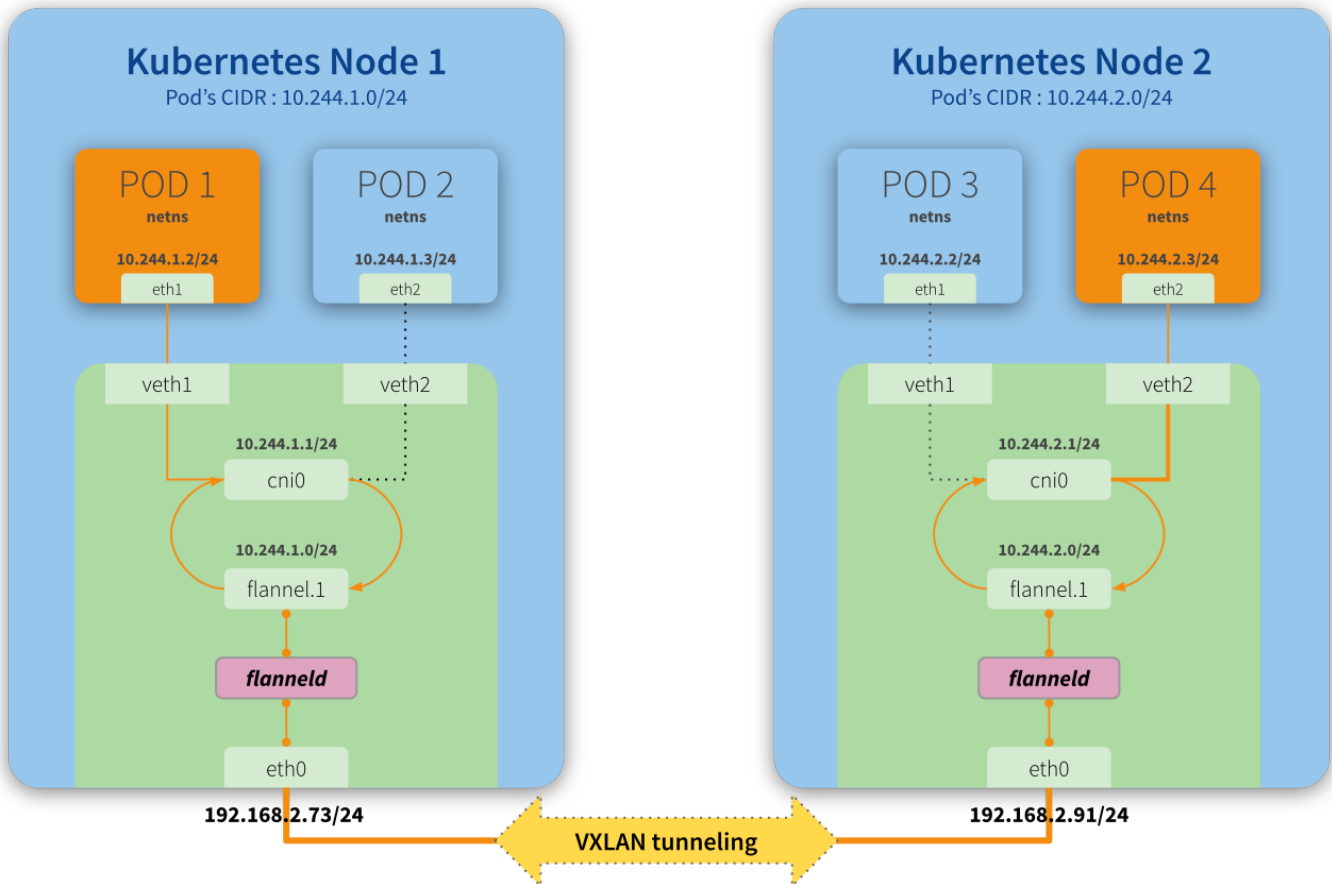 Kubernetes Node 1
Pod's CIDR : 10.244.1.0/24
POD 1
netns
10.244.1.2/24
eth1
POD 2
netns
10.244.1.3/24
eth2
veth1
veth2
10.244.1.1/24
cni0
10.244.1.0/24
flannel.1
flanneld
eth0
192.168.2.73/24
Kubernetes Node 2
Pod's CIDR : 10.244.2.0/24
POD 3
netns
10.244.2.2/24
eth1
POD 4
netns
10.244.2.3/24
eth2
veth1
veth2
10.244.2.1/24
cni0
10.244.2.0/24
flannel.1
flanneld
eth0
192.168.2.91/24
VXLAN tunneling